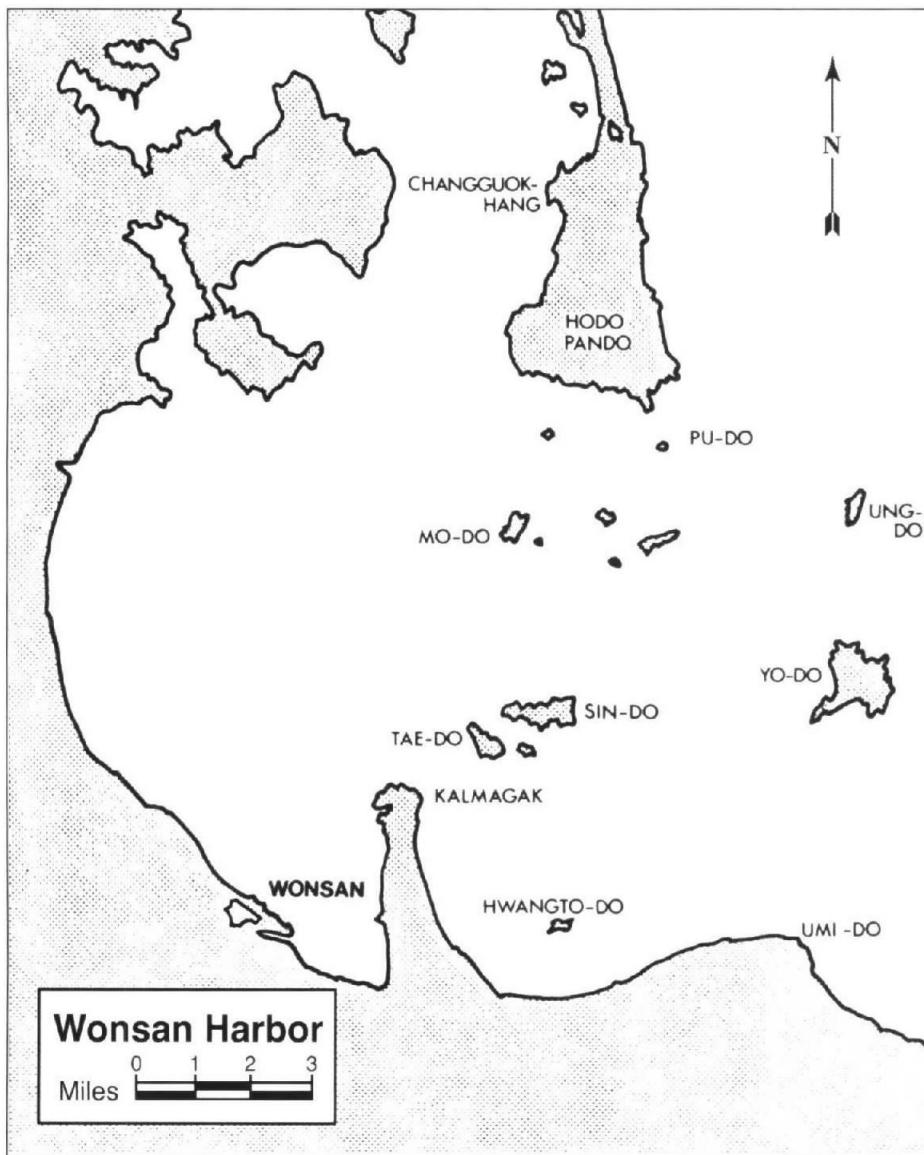 N
CHANGGUOK-
HANG
HODO
PANDO
PU-DO
MO-DO
UNG-
DO
YO-DO
SIN-DO
TAE-DO
KALMAGAK
WONSAN
HWANGTO-DO
UMI -DO
Wonsan Harbor
0 1 2 3
Miles